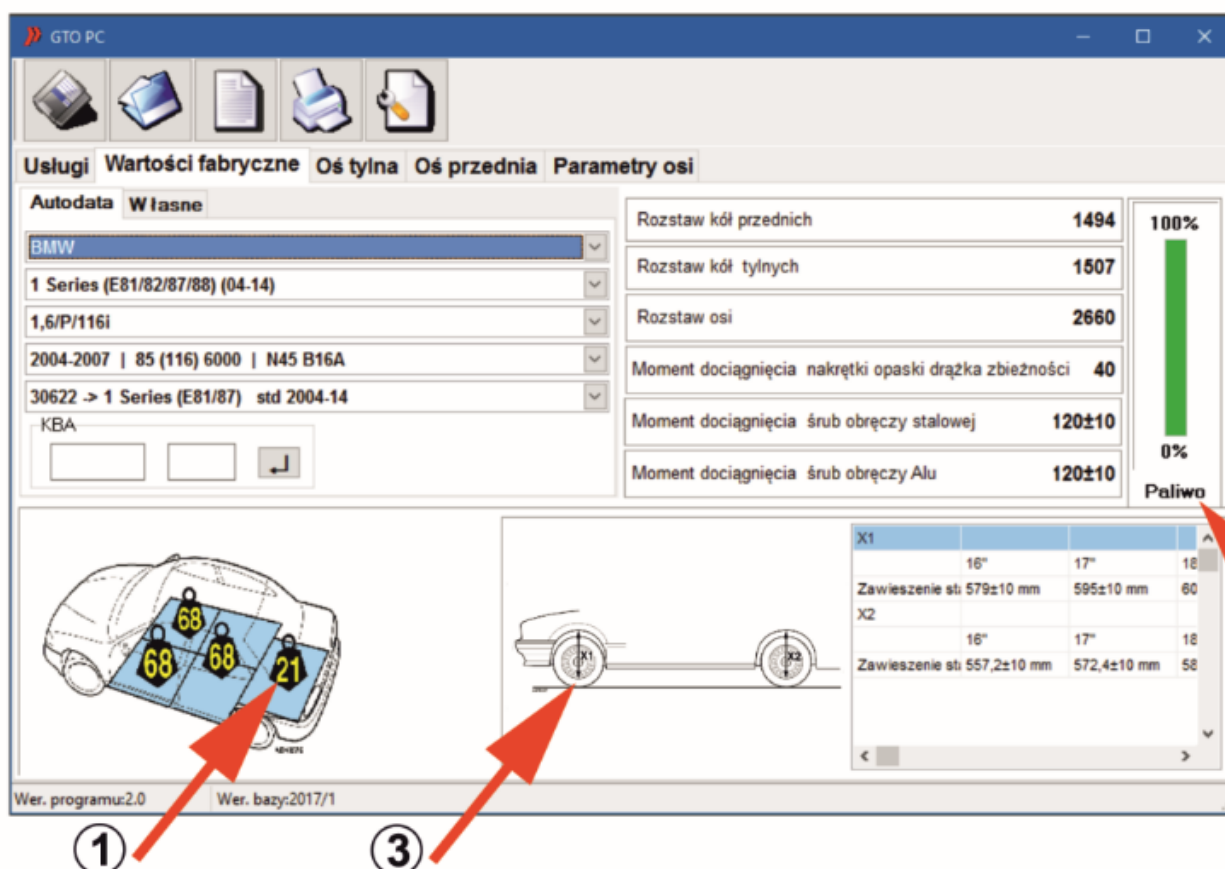 GTO PC
Usługi Wartości fabryczne Oś tylna Oś przednia Parametry osi
Autodata Własne
BMW
1 Series (E81/82/87/88) (04-14)
1,6/P/116i
2004-2007 | 85 (116) 6000 | N45 B16A
30622 -> 1 Series (E81/87) std 2004-14
KBA
Rozstaw kół przednich 1494
Rozstaw kół tylnych 1507
Rozstaw osi 2660
Moment dociągnięcia nakrętki opaski drążka zbieżności 40
Moment dociągnięcia śrub obręczy stalowej 120±10
Moment dociągnięcia śrub obręczy Alu 120±10
100%
0%
Paliwo
68
68 68 21
X1 X2
X1
16" 17" 18
Zawieszenie st 579±10 mm 595±10 mm 60
X2
16" 17" 18
Zawieszenie st 557,2±10 mm 572,4±10 mm 58
Wer. programu:2.0 Wer. bazy:2017/1
1 3